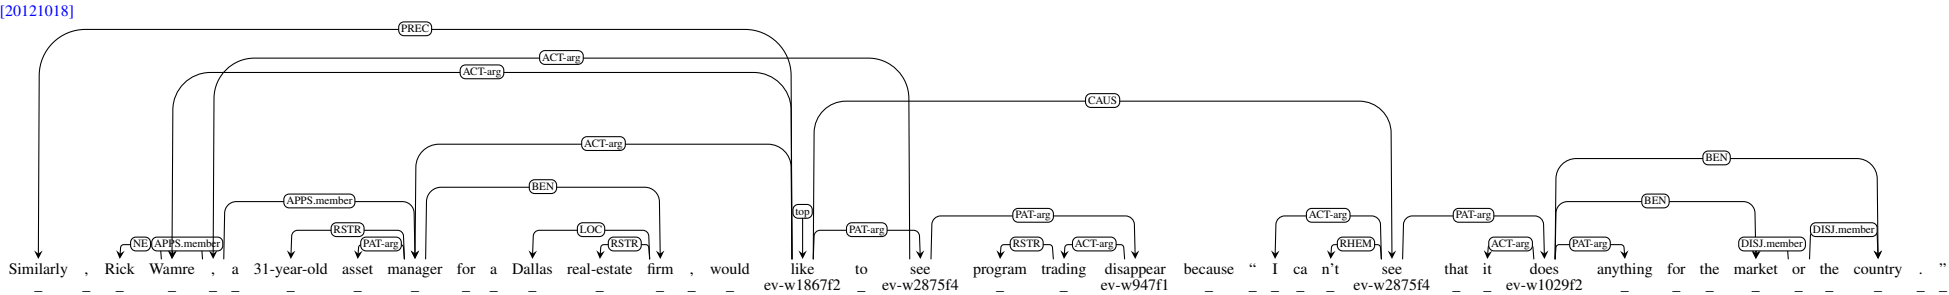 [20121018]
PREC
ACT-arg
ACT-arg
CAUS
ACT-arg
BEN
BEN
APPS.member BEN
top PAT-arg ACT-arg PAT-arg
RSTR LOC PAT-arg DISJ.member
NE APPS.member PAT-arg RSTR RSTR ACT-arg RHEM ACT-arg PAT-arg DISJ.member
Similarly , Rick Wamre , a 31-year-old asset manager for a Dallas real-estate firm , would like to see program trading disappear because “ I ca n't see that it does anything for the market or the country . ”
_ _ _ _ _ _ _ _ _ _ _ _ _ _ _ _ ev-w1867f2 _ ev-w2875f4 _ _ ev-w947f1 _ _ _ _ _ ev-w2875f4 _ _ ev-w1029f2 _ _ _ _ _ _ _ _ _